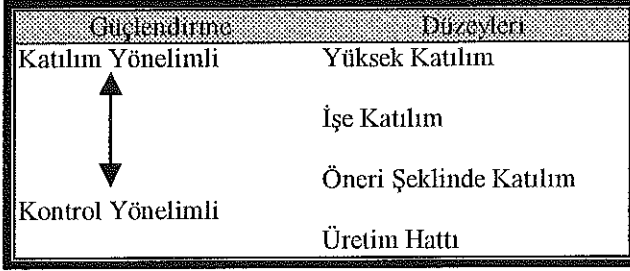 Güçlendirme Düzeyleri
Katılım Yönelimli Yüksek Katılım
İşe Katılım
Öneri Şeklinde Katılım
Kontrol Yönelimli
Üretim Hattı